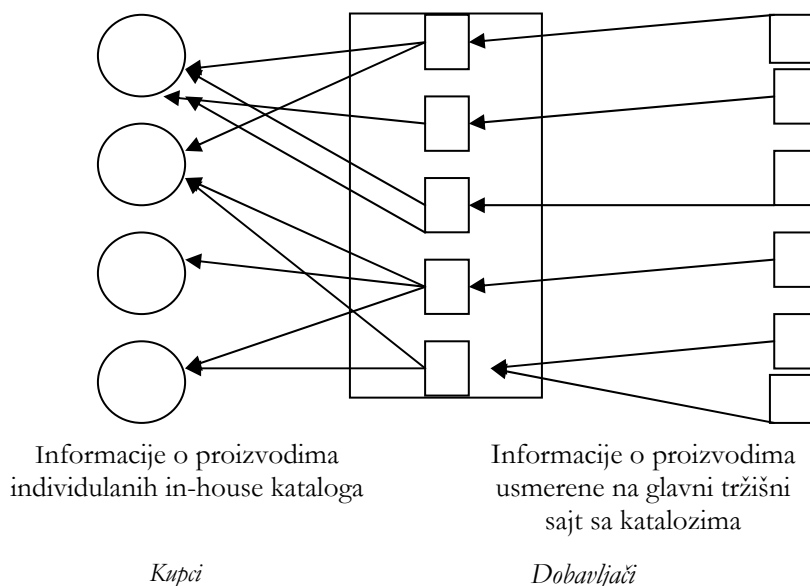 Informacije o proizvodima
individulanih in-house kataloga
Informacije o proizvodima
usmerene na glavni tržišni
sajt sa katalozima
Kupci
Dobavljači